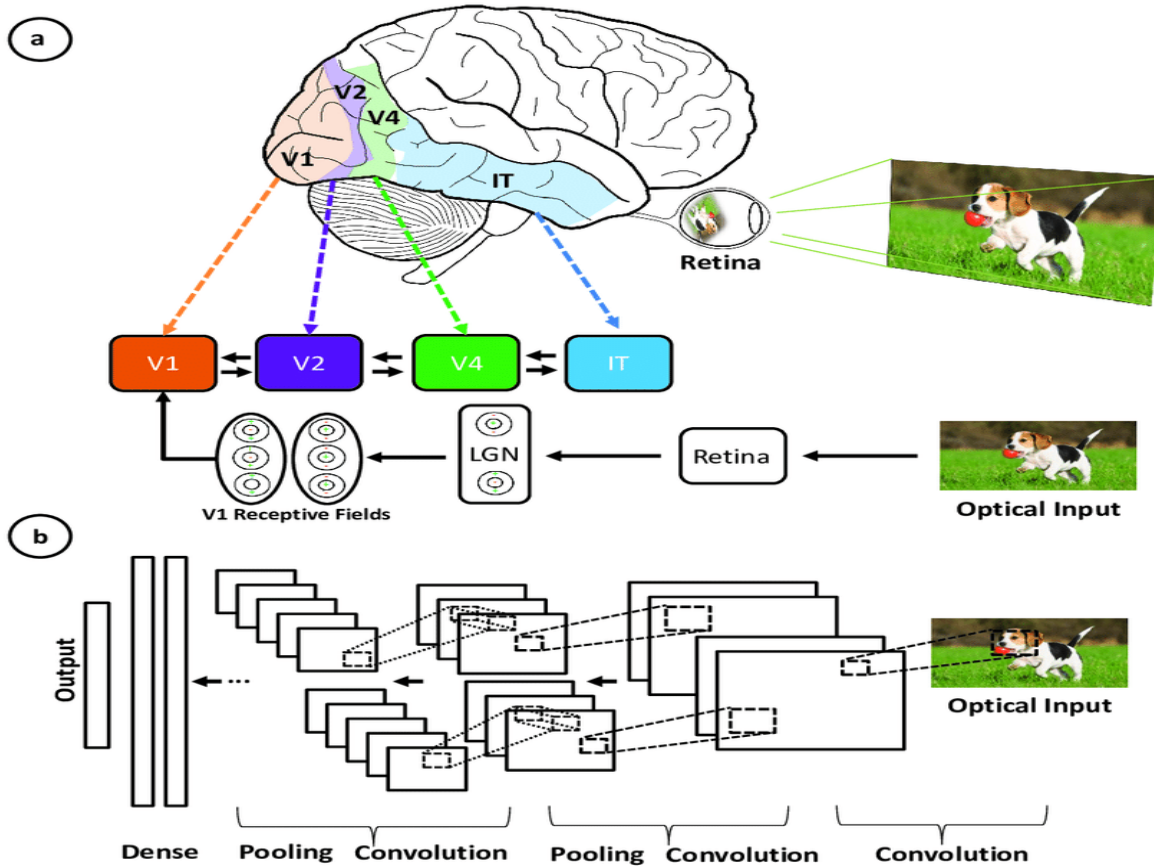 a
V2
V4
V1
IT
Retina
V1
V2
V4
IT
LGN
Retina
V1 Receptive Fields
Optical Input
b
Output
Optical Input
Dense
Pooling
Convolution
Pooling
Convolution
Convolution